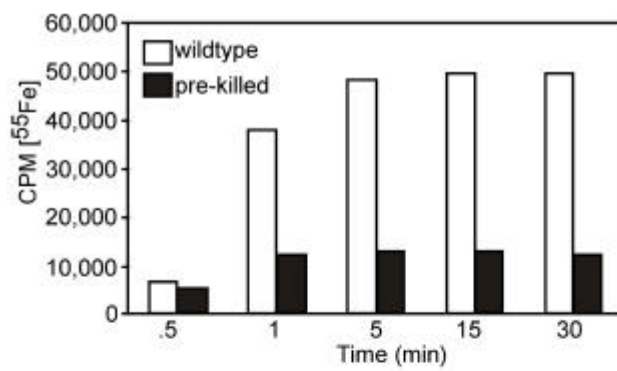 60,000
50,000
40,000
30,000
20,000
10,000
0
CPM [⁵⁵Fe]
wildtype
pre-killed
.5 1 5 15 30
Time (min)